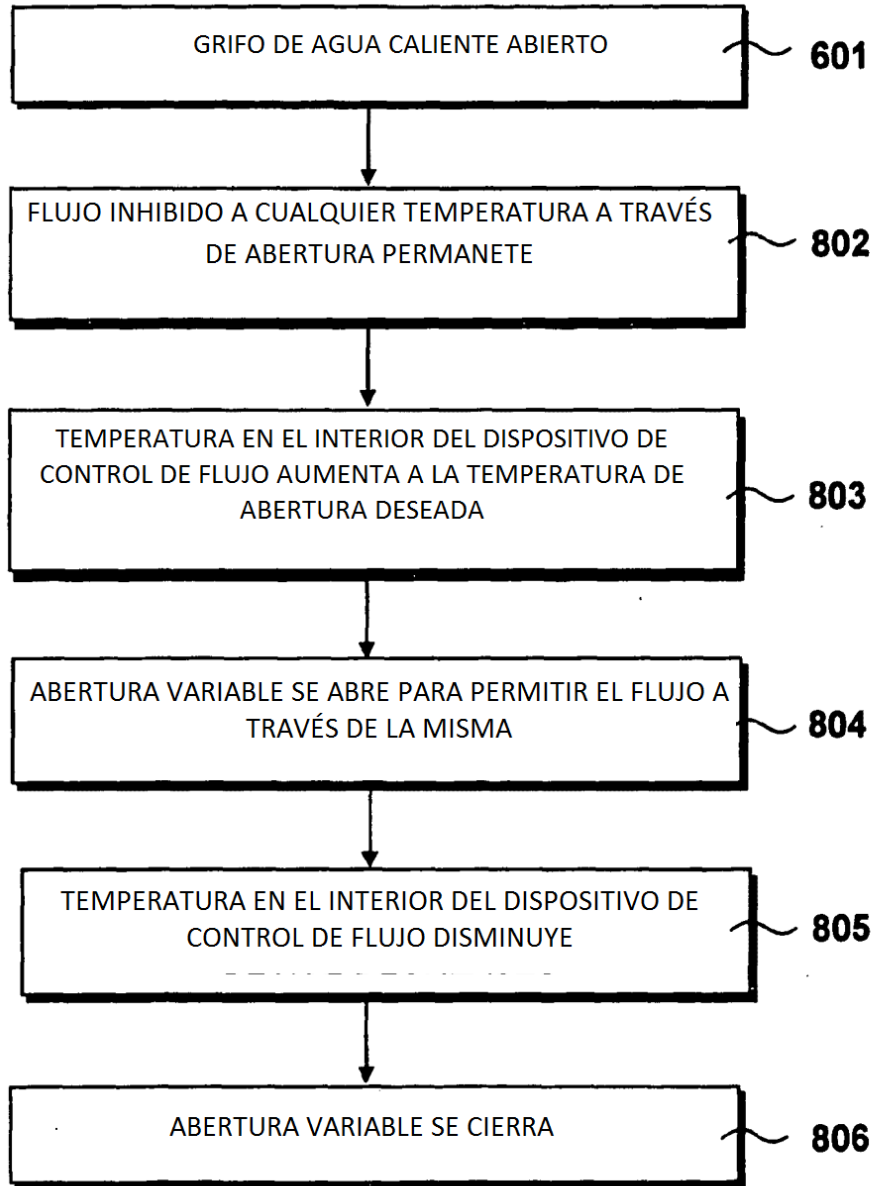 GRIFO DE AGUA CALIENTE ABIERTO
601
FLUJO INHIBIDO A CUALQUIER TEMPERATURA A TRAVÉS
DE ABERTURA PERMANETE
802
TEMPERATURA EN EL INTERIOR DEL DISPOSITIVO DE
CONTROL DE FLUJO AUMENTA A LA TEMPERATURA DE
ABERTURA DESEADA
803
ABERTURA VARIABLE SE ABRE PARA PERMITIR EL FLUJO A
TRAVÉS DE LA MISMA
804
TEMPERATURA EN EL INTERIOR DEL DISPOSITIVO DE
CONTROL DE FLUJO DISMINUYE
805
ABERTURA VARIABLE SE CIERRA
806